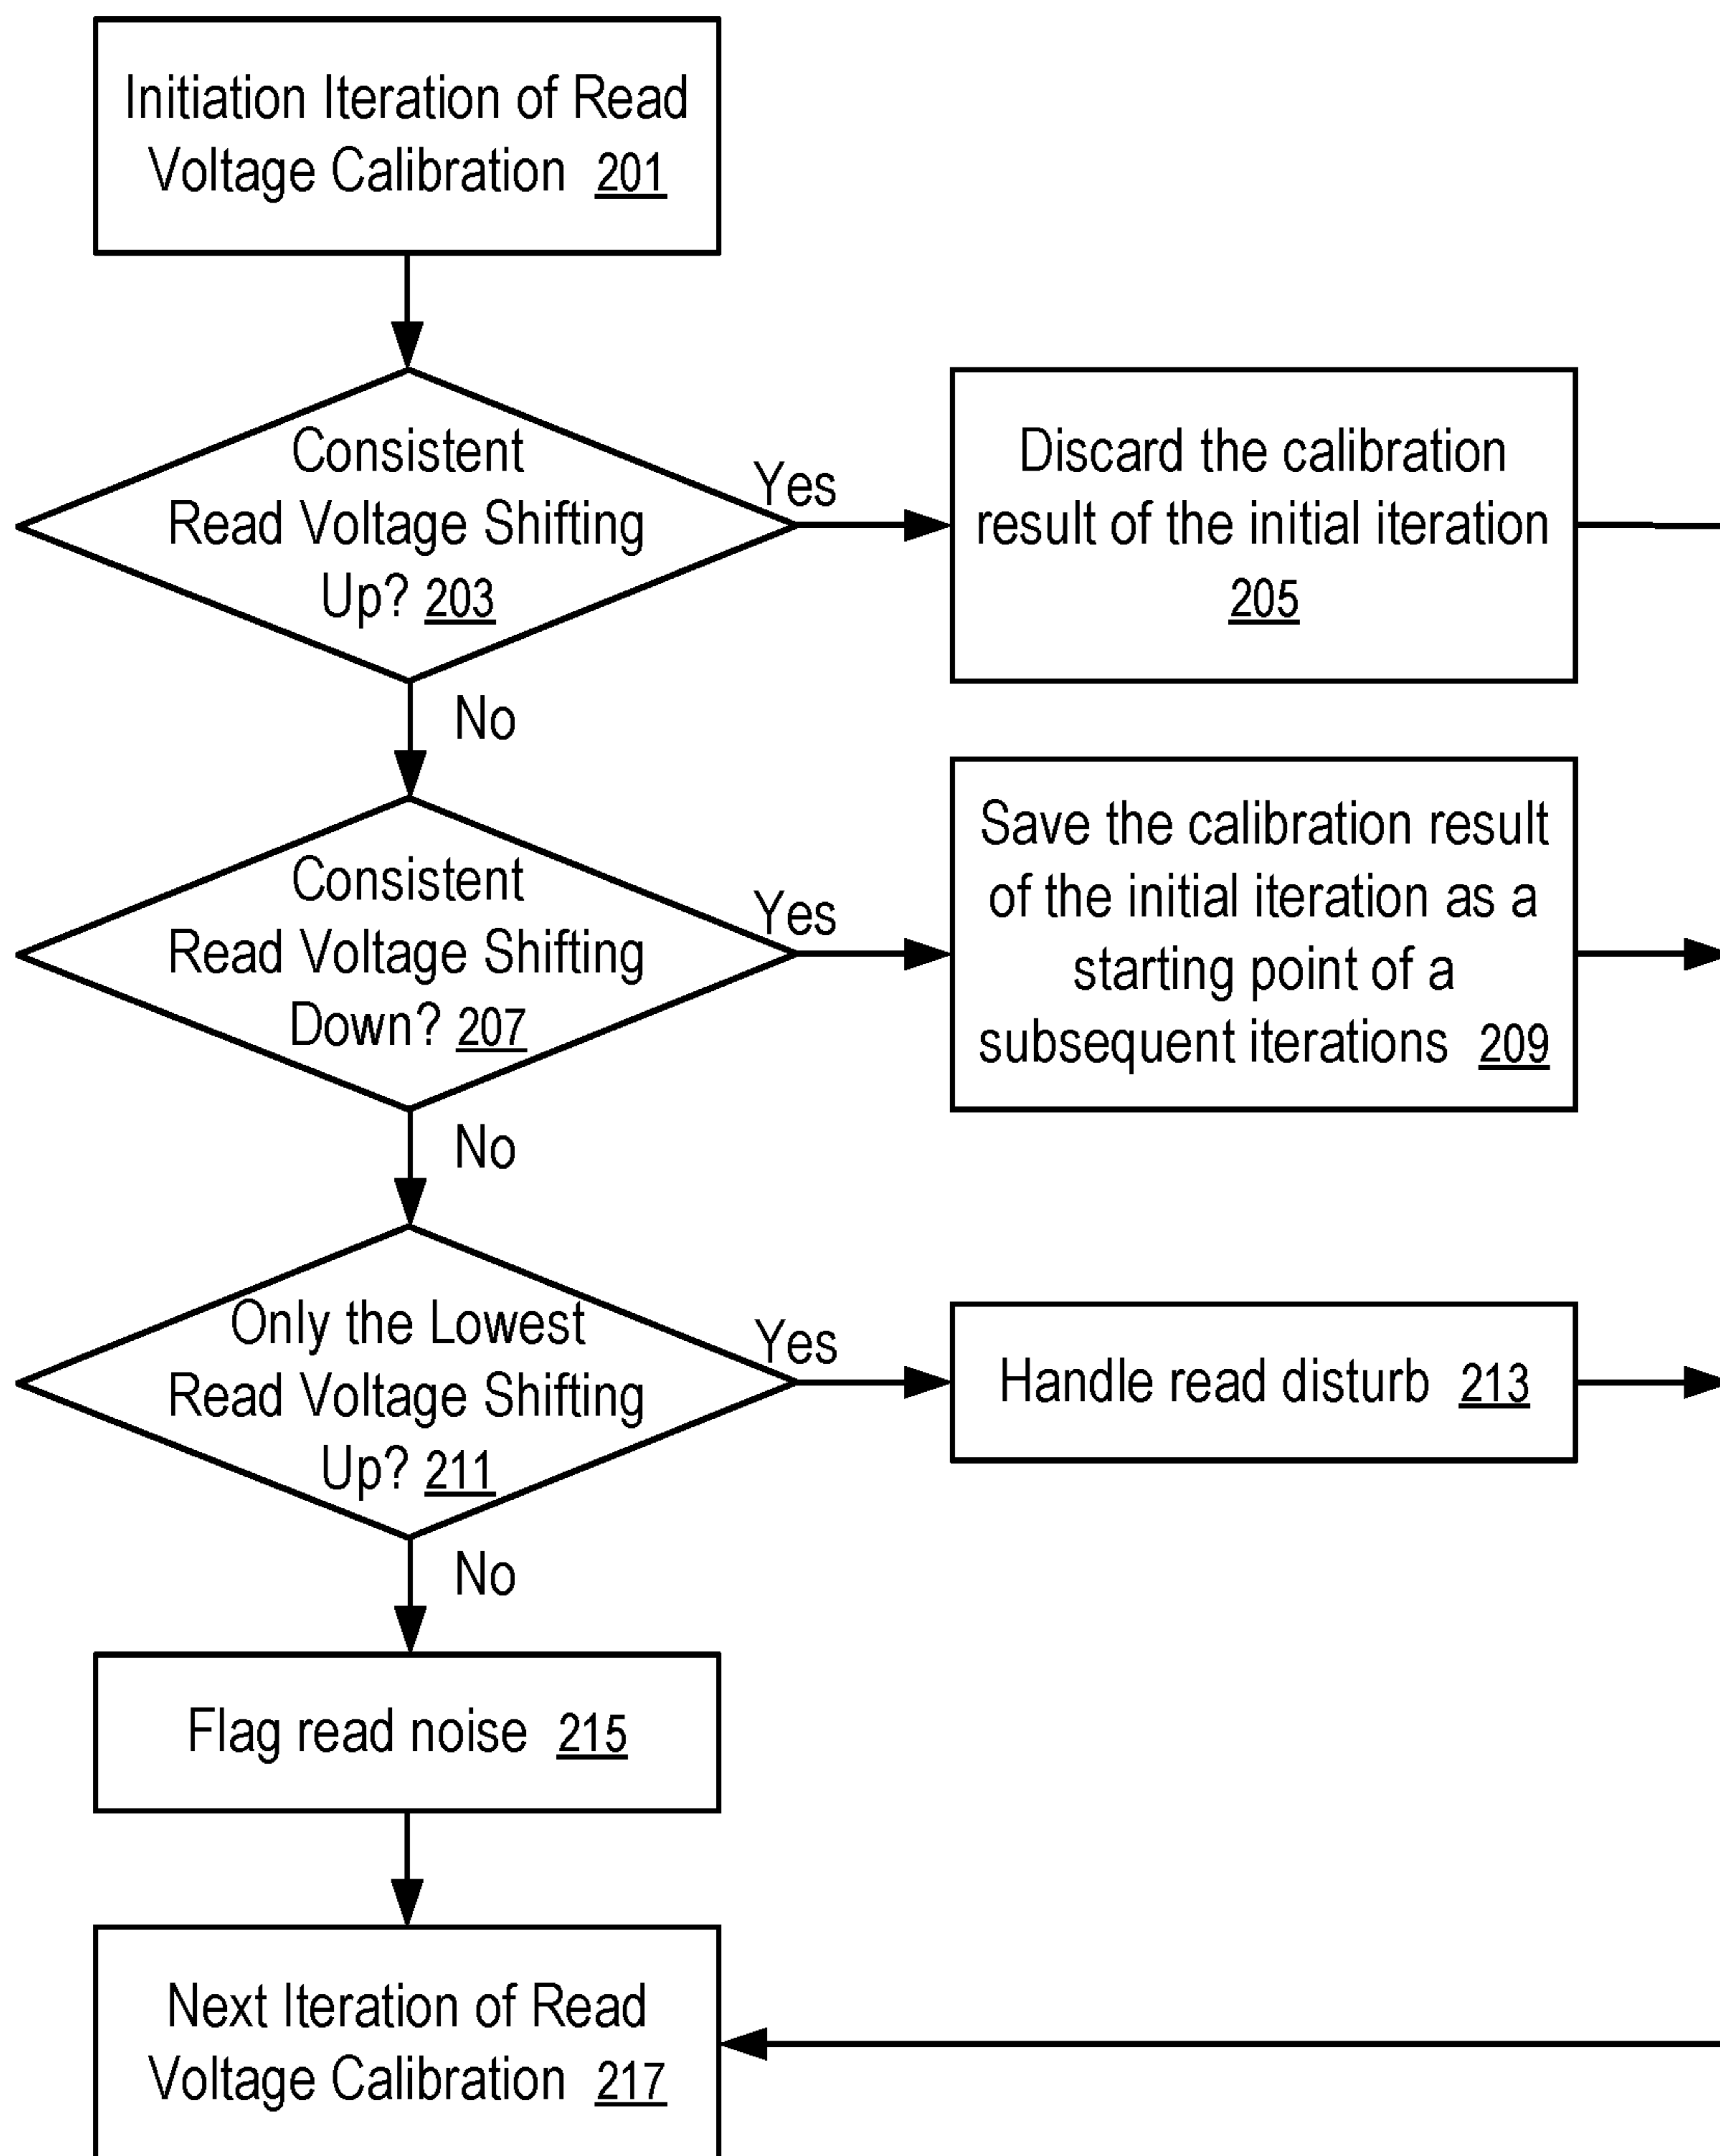 Initiation Iteration of Read
Voltage Calibration 201
Consistent
Read Voltage Shifting
Up? 203
Yes
Discard the calibration
result of the initial iteration
205
No
Consistent
Read Voltage Shifting
Down? 207
Yes
Save the calibration result
of the initial iteration as a
starting point of a
subsequent iterations 209
No
Only the Lowest
Read Voltage Shifting
Up? 211
Yes
Handle read disturb 213
No
Flag read noise 215
Next Iteration of Read
Voltage Calibration 217